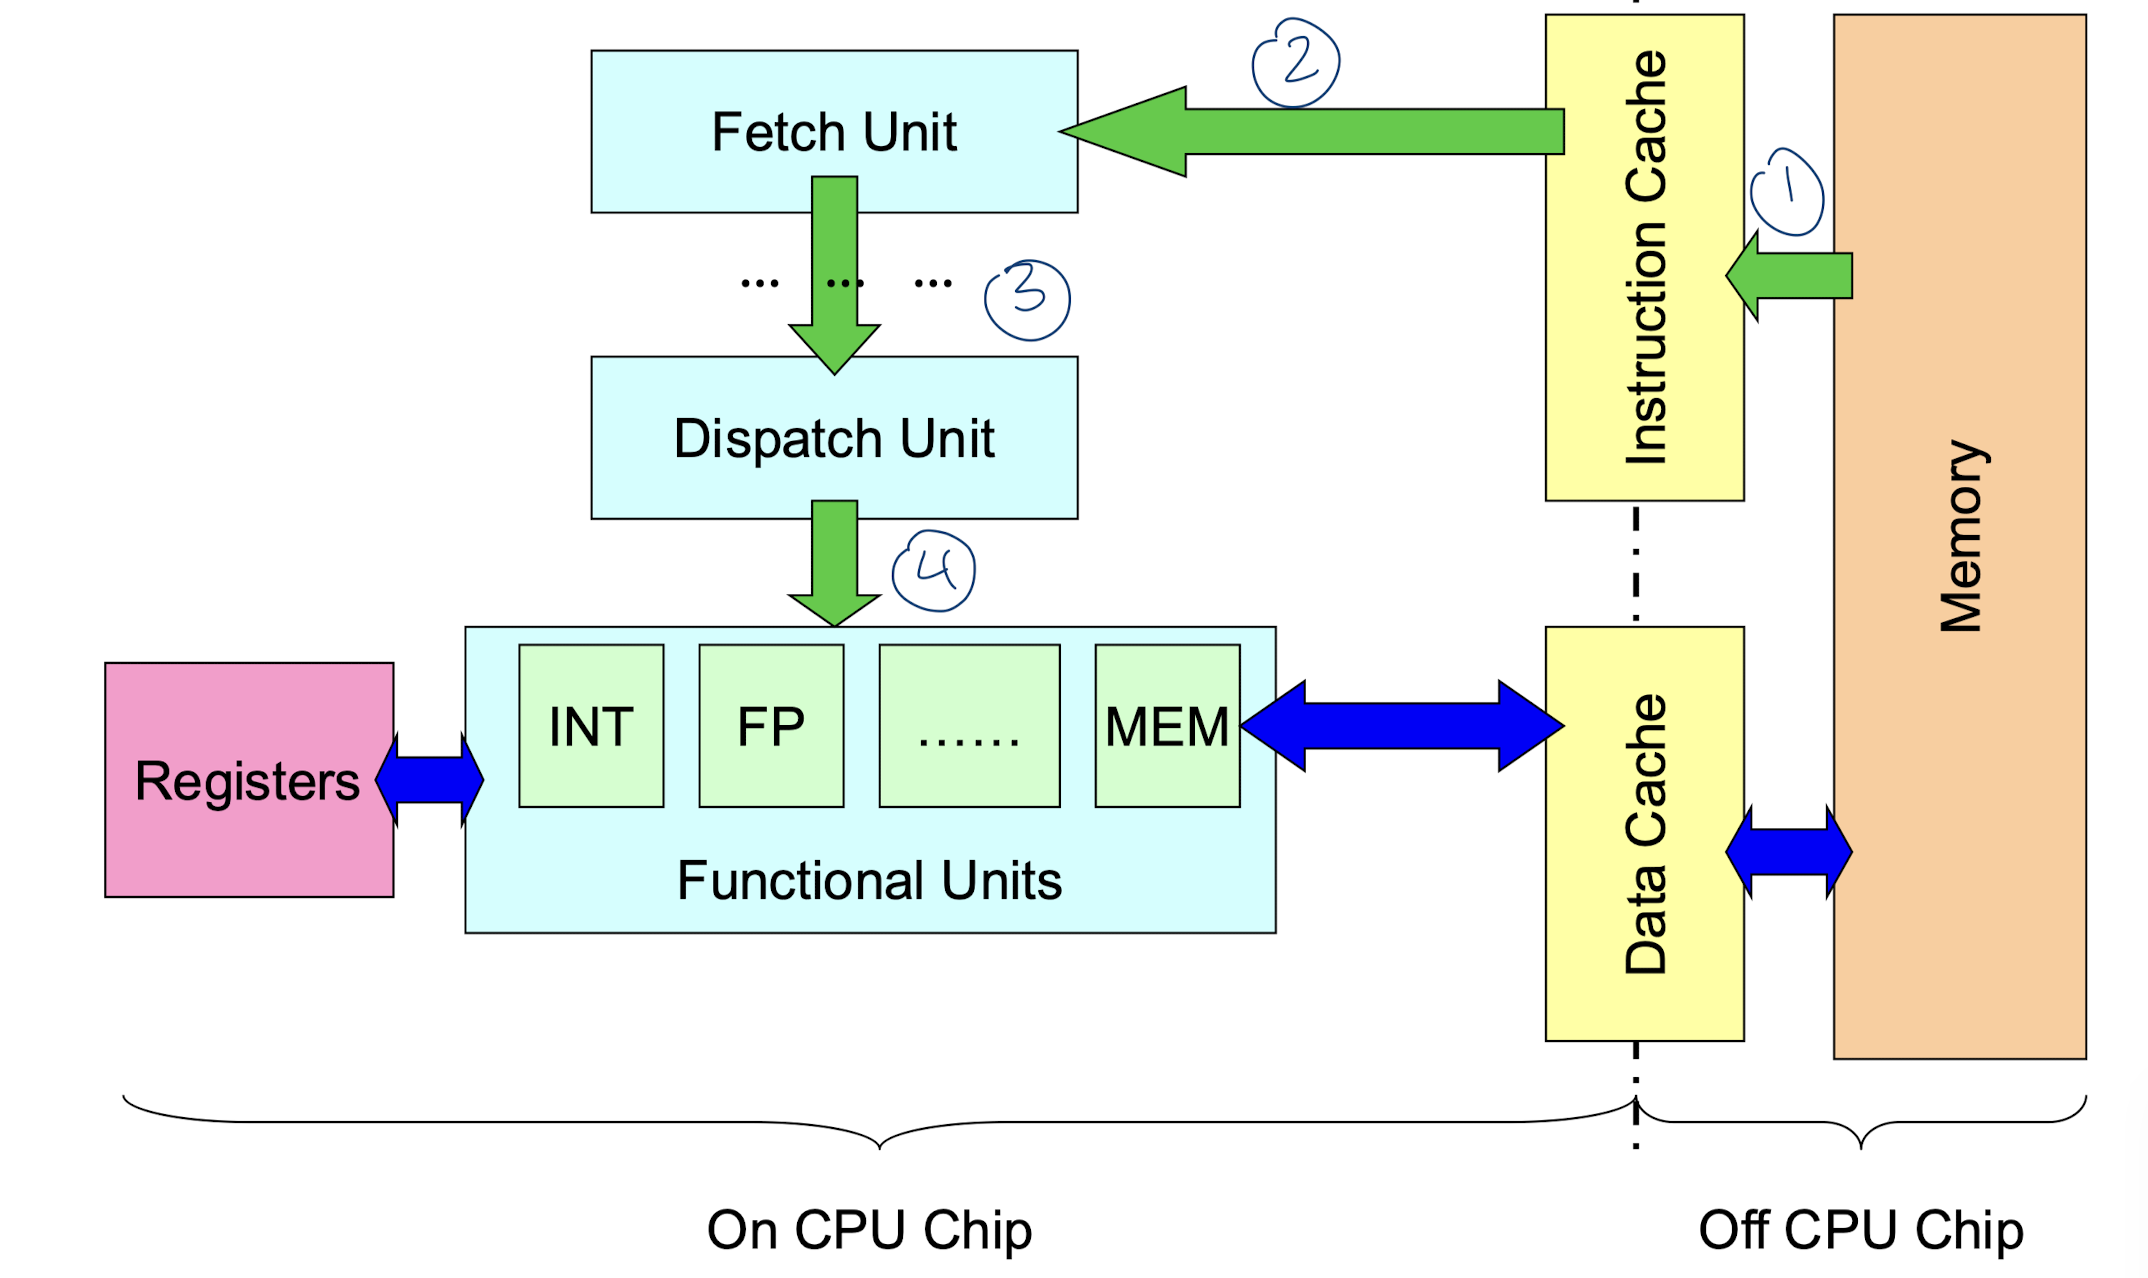 ②
Fetch Unit
Instruction Cache
①
... ... ...
③
Dispatch Unit
Memory
④
INT
FP
......
MEM
Registers
Functional Units
Data Cache
On CPU Chip
Off CPU Chip